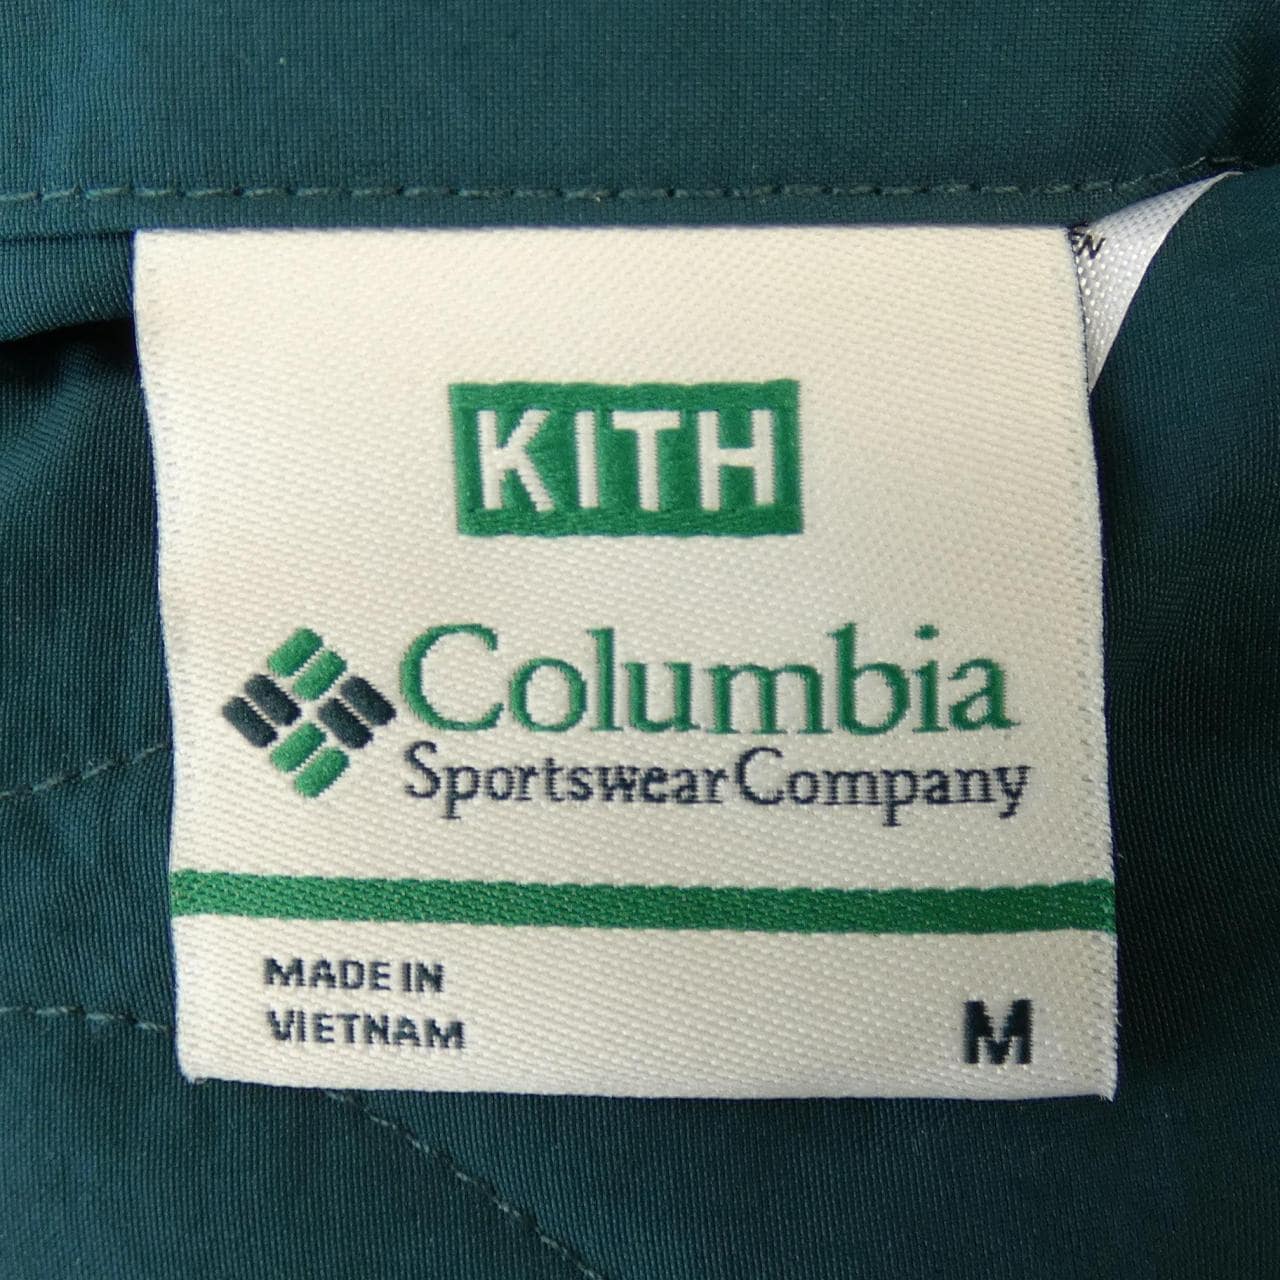 KITH
Columbia
Sportswear Company
MADE IN
VIETNAM
M